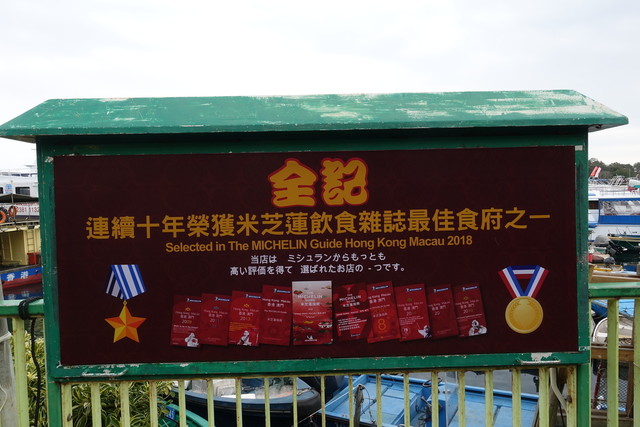 全記
連續十年榮獲米芝蓮飲食雜誌最佳食府之一
Selected in The MICHELIN Guide Hong Kong Macau 2018
当店は ミシュランからもっとも
高い評価を得て 選ばれたお店の -つです。
MICHELIN
香港